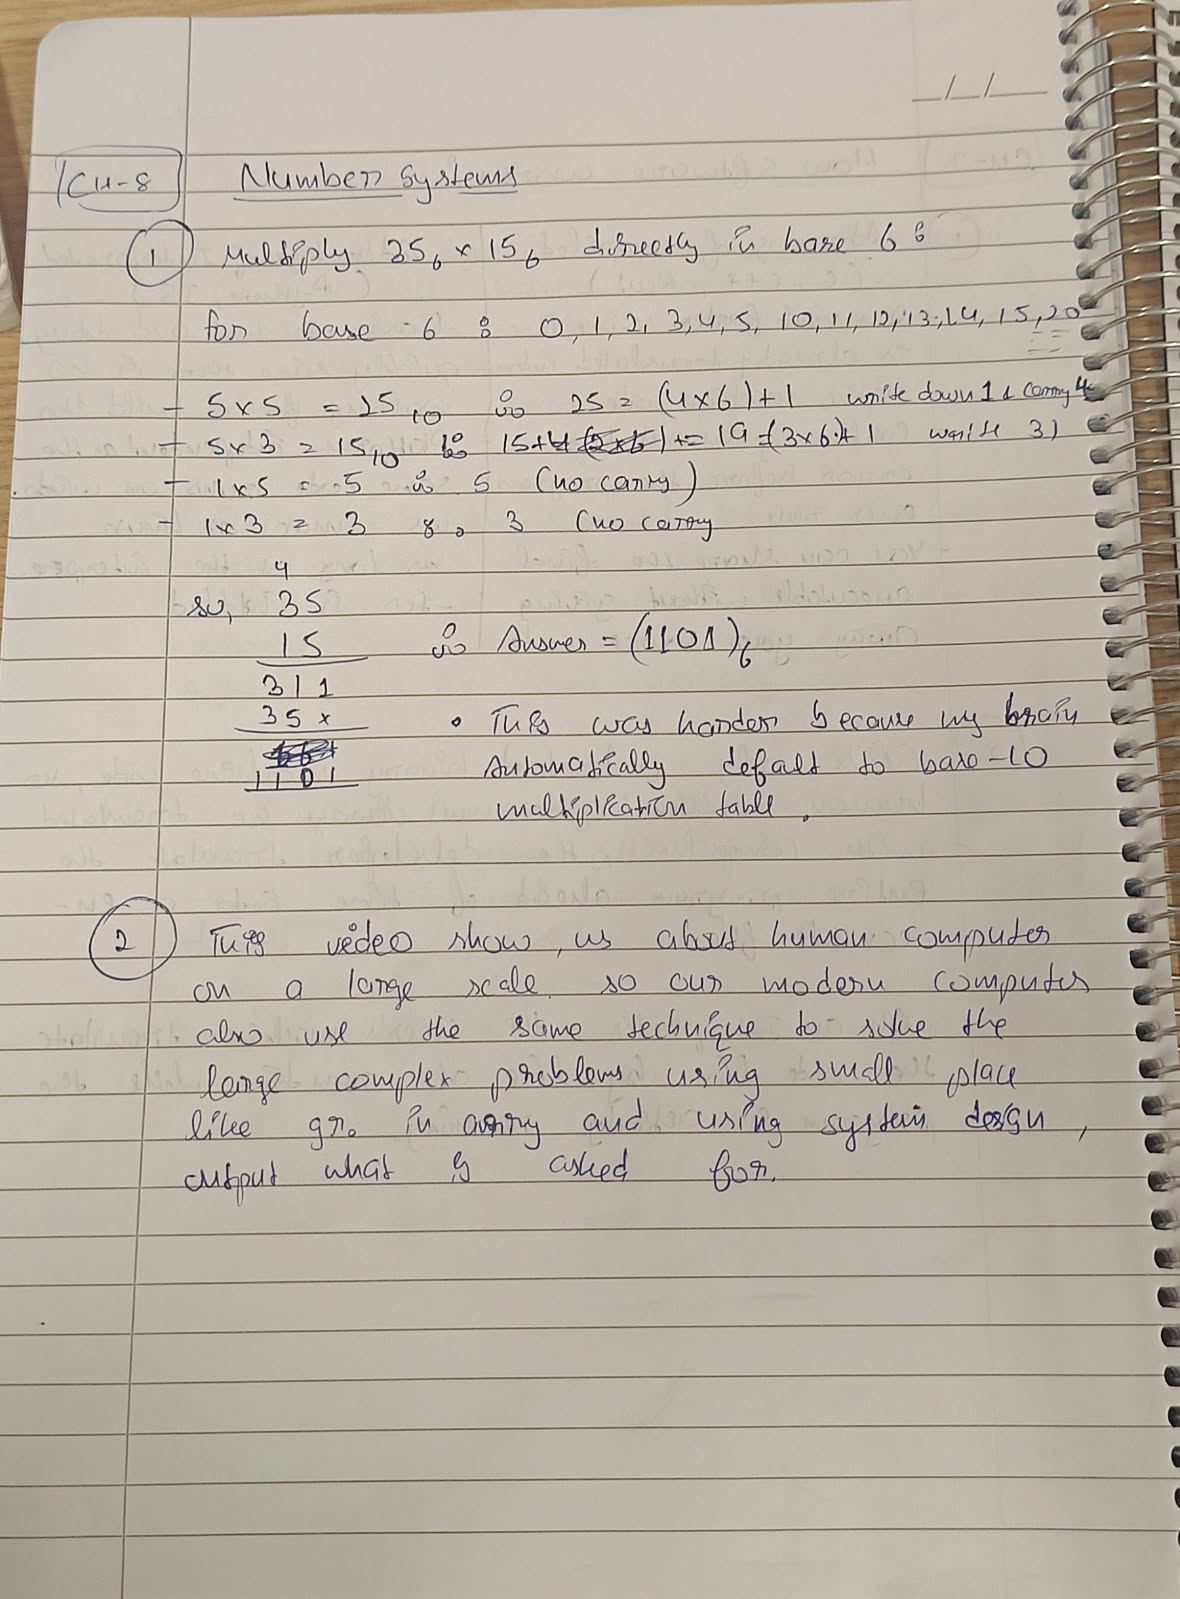 _/_/__
CH-8 Number Systems
1 Multiply 35₆ × 15₆ directly in base 6 :
for base 6 : 0, 1, 2, 3, 4, 5, 10, 11, 12, 13, 14, 15, 20
- 5×5 = 25₁₀ ∴ 25 = (4×6)+1 write down 1 & carry 4
- 5×3 = 15₁₀ 15+4 = 19 = (3×6)+1 write 31
- 1×5 = 5 ∴ 5 (no carry)
- 1×3 = 3 ∴ 3 (no carry
4
so, 35
15 ∴ Answer = (1101)₆
311
35×
1101
• This was harder because my brain
Automatically defalt to base-10
multiplication table.
2 This video show, us about human computer
on a large scale. so our modern computer
also use the same technique to solve the
large complex problems using small place
like gr. in and using system design,
output what is asked for.